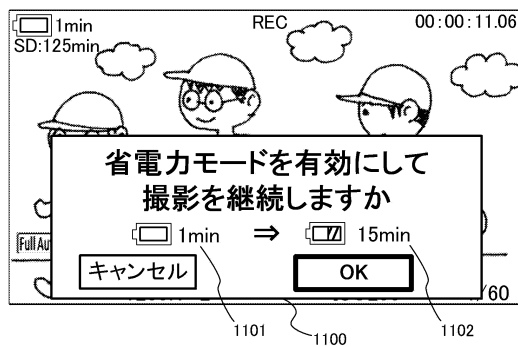 1min
REC
00:00:11.06
SD:125min
省電力モードを有効にして
撮影を継続しますか
1min ⇒ 15min
Full Au
キャンセル
OK
/60
1101
1100
1102